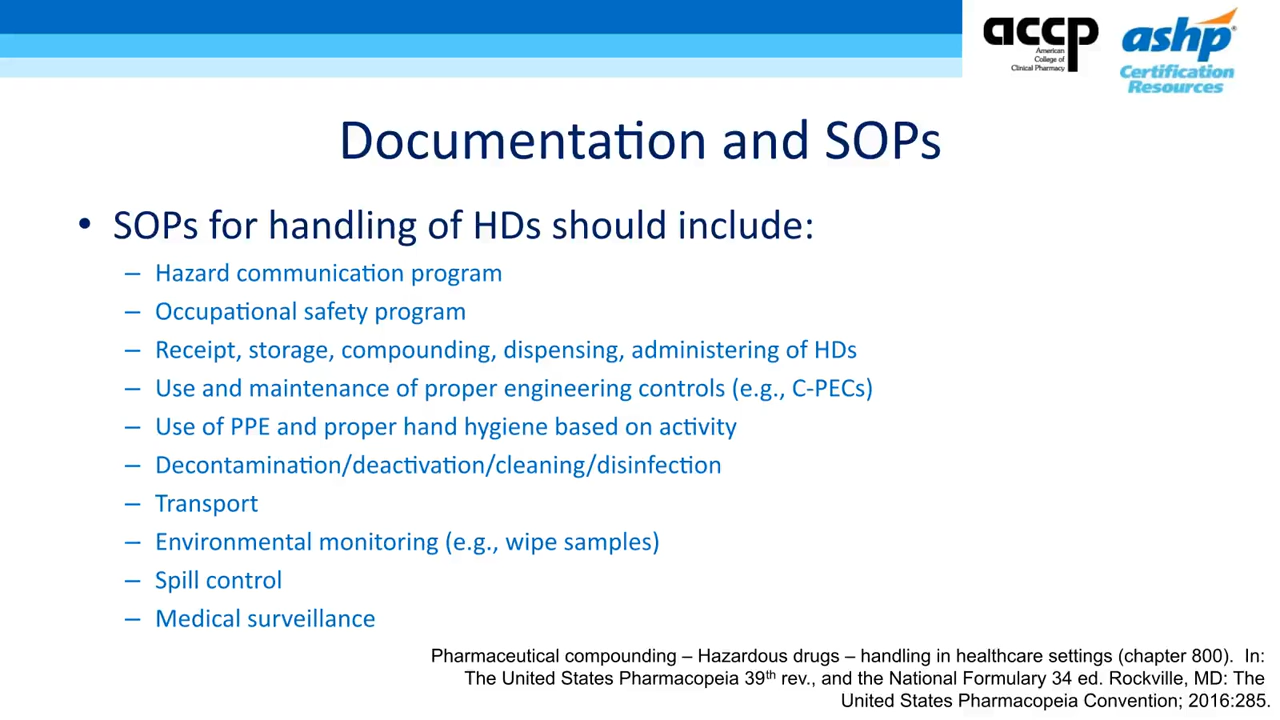 accp
American
College of
Clinical Pharmacy
ashp®
Certification
Resources
Documentation and SOPs
• SOPs for handling of HDs should include:
– Hazard communication program
– Occupational safety program
– Receipt, storage, compounding, dispensing, administering of HDs
– Use and maintenance of proper engineering controls (e.g., C-PECs)
– Use of PPE and proper hand hygiene based on activity
– Decontamination/deactivation/cleaning/disinfection
– Transport
– Environmental monitoring (e.g., wipe samples)
– Spill control
– Medical surveillance
Pharmaceutical compounding – Hazardous drugs – handling in healthcare settings (chapter 800). In:
The United States Pharmacopeia 39th rev., and the National Formulary 34 ed. Rockville, MD: The
United States Pharmacopeia Convention; 2016:285.